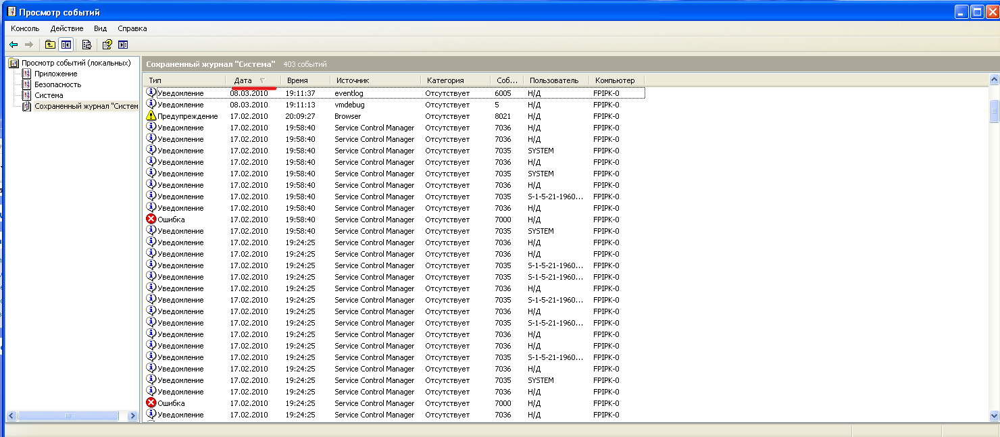 Просмотр событий
Консоль Действие Вид Справка
Просмотр событий (локальных)
Приложение
Безопасность
Система
Сохраненный журнал "Систем
Сохраненный журнал "Система" 403 событий
Тип Дата Время Источник Категория Соб... Пользователь Компьютер
Уведомление 08.03.2010 19:11:37 eventlog Отсутствует 6005 Н/Д FPIPK-0
Уведомление 08.03.2010 19:11:13 vmdebug Отсутствует 5 Н/Д FPIPK-0
Предупреждение 17.02.2010 20:09:27 Browser Отсутствует 8021 Н/Д FPIPK-0
Уведомление 17.02.2010 19:58:40 Service Control Manager Отсутствует 7036 Н/Д FPIPK-0
Уведомление 17.02.2010 19:58:40 Service Control Manager Отсутствует 7036 Н/Д FPIPK-0
Уведомление 17.02.2010 19:58:40 Service Control Manager Отсутствует 7035 SYSTEM FPIPK-0
Уведомление 17.02.2010 19:58:40 Service Control Manager Отсутствует 7036 Н/Д FPIPK-0
Уведомление 17.02.2010 19:58:40 Service Control Manager Отсутствует 7035 SYSTEM FPIPK-0
Уведомление 17.02.2010 19:58:40 Service Control Manager Отсутствует 7036 Н/Д FPIPK-0
Уведомление 17.02.2010 19:58:40 Service Control Manager Отсутствует 7035 S-1-5-21-1960... FPIPK-0
Уведомление 17.02.2010 19:58:40 Service Control Manager Отсутствует 7036 Н/Д FPIPK-0
Ошибка 17.02.2010 19:58:40 Service Control Manager Отсутствует 7000 Н/Д FPIPK-0
Уведомление 17.02.2010 19:58:40 Service Control Manager Отсутствует 7035 SYSTEM FPIPK-0
Уведомление 17.02.2010 19:24:25 Service Control Manager Отсутствует 7036 Н/Д FPIPK-0
Уведомление 17.02.2010 19:24:25 Service Control Manager Отсутствует 7036 Н/Д FPIPK-0
Уведомление 17.02.2010 19:24:25 Service Control Manager Отсутствует 7035 S-1-5-21-1960... FPIPK-0
Уведомление 17.02.2010 19:24:25 Service Control Manager Отсутствует 7035 S-1-5-21-1960... FPIPK-0
Уведомление 17.02.2010 19:24:25 Service Control Manager Отсутствует 7036 Н/Д FPIPK-0
Уведомление 17.02.2010 19:24:25 Service Control Manager Отсутствует 7035 S-1-5-21-1960... FPIPK-0
Уведомление 17.02.2010 19:24:25 Service Control Manager Отсутствует 7036 Н/Д FPIPK-0
Уведомление 17.02.2010 19:24:25 Service Control Manager Отсутствует 7035 S-1-5-21-1960... FPIPK-0
Уведомление 17.02.2010 19:24:25 Service Control Manager Отсутствует 7036 Н/Д FPIPK-0
Уведомление 17.02.2010 19:24:25 Service Control Manager Отсутствует 7036 Н/Д FPIPK-0
Уведомление 17.02.2010 19:24:25 Service Control Manager Отсутствует 7035 S-1-5-21-1960... FPIPK-0
Уведомление 17.02.2010 19:24:25 Service Control Manager Отсутствует 7036 Н/Д FPIPK-0
Уведомление 17.02.2010 19:24:25 Service Control Manager Отсутствует 7035 SYSTEM FPIPK-0
Уведомление 17.02.2010 19:24:25 Service Control Manager Отсутствует 7036 Н/Д FPIPK-0
Ошибка 17.02.2010 19:24:25 Service Control Manager Отсутствует 7000 Н/Д FPIPK-0
Уведомление 17.02.2010 19:24:25 Service Control Manager Отсутствует 7036 Н/Д FPIPK-0